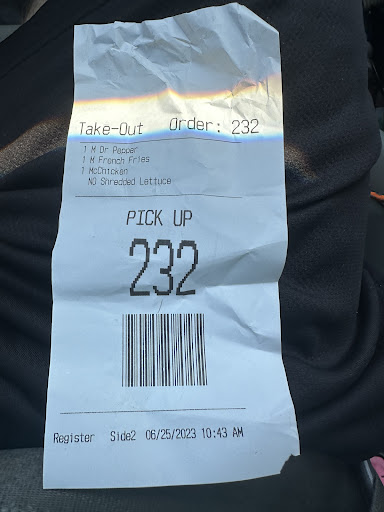 Take-Out Order: 232
1 M Dr Pepper
1 M French Fries
1 McChicken
NO Shredded Lettuce
PICK UP
232
Register Side2 06/25/2023 10:43 AM